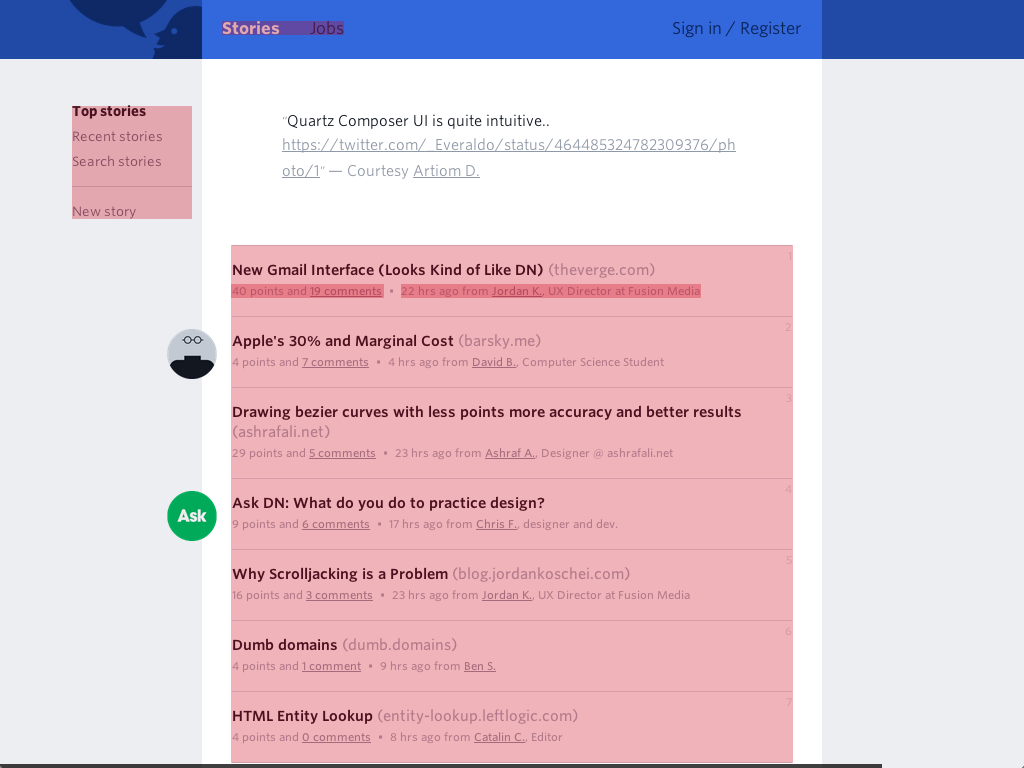 Stories Jobs Sign in / Register
Top stories
Recent stories
Search stories
New story
"Quartz Composer UI is quite intuitive..
https://twitter.com/_Everaldo/status/464485324782309376/ph
oto/1" — Courtesy Artiom D.
1
New Gmail Interface (Looks Kind of Like DN) (theverge.com)
40 points and 19 comments • 22 hrs ago from Jordan K., UX Director at Fusion Media
2
Apple's 30% and Marginal Cost (barsky.me)
4 points and 7 comments • 4 hrs ago from David B., Computer Science Student
3
Drawing bezier curves with less points more accuracy and better results
(ashrafali.net)
29 points and 5 comments • 23 hrs ago from Ashraf A., Designer @ ashrafali.net
4
Ask
Ask DN: What do you do to practice design?
9 points and 6 comments • 17 hrs ago from Chris F., designer and dev.
5
Why Scrolljacking is a Problem (blog.jordankoschei.com)
16 points and 3 comments • 23 hrs ago from Jordan K., UX Director at Fusion Media
6
Dumb domains (dumb.domains)
4 points and 1 comment • 9 hrs ago from Ben S.
7
HTML Entity Lookup (entity-lookup.leftlogic.com)
4 points and 0 comments • 8 hrs ago from Catalin C., Editor